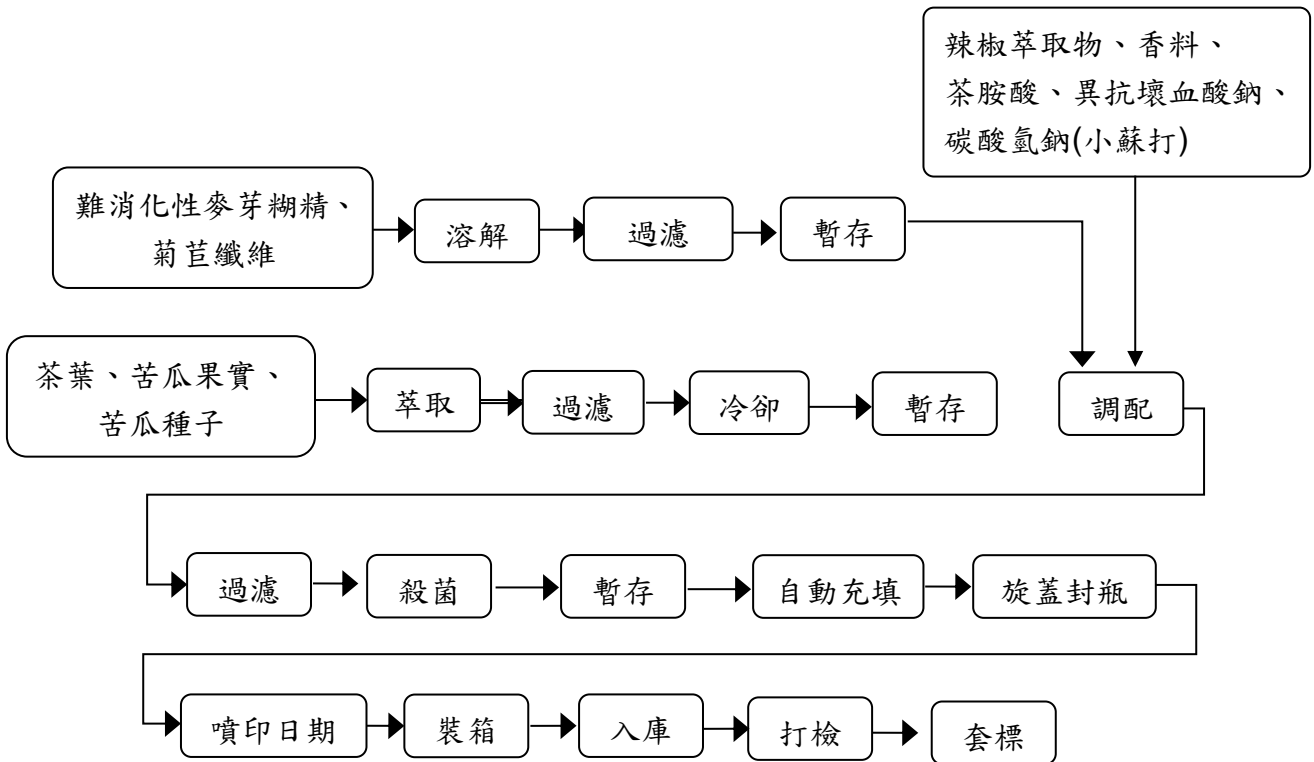 辣椒萃取物、香料、
茶胺酸、異抗壞血酸鈉、
碳酸氫鈉(小蘇打)
難消化性麥芽糊精、
菊苣纖維
溶解
過濾
暫存
茶葉、苦瓜果實、
苦瓜種子
萃取
過濾
冷卻
暫存
調配
過濾
殺菌
暫存
自動充填
旋蓋封瓶
噴印日期
裝箱
入庫
打檢
套標